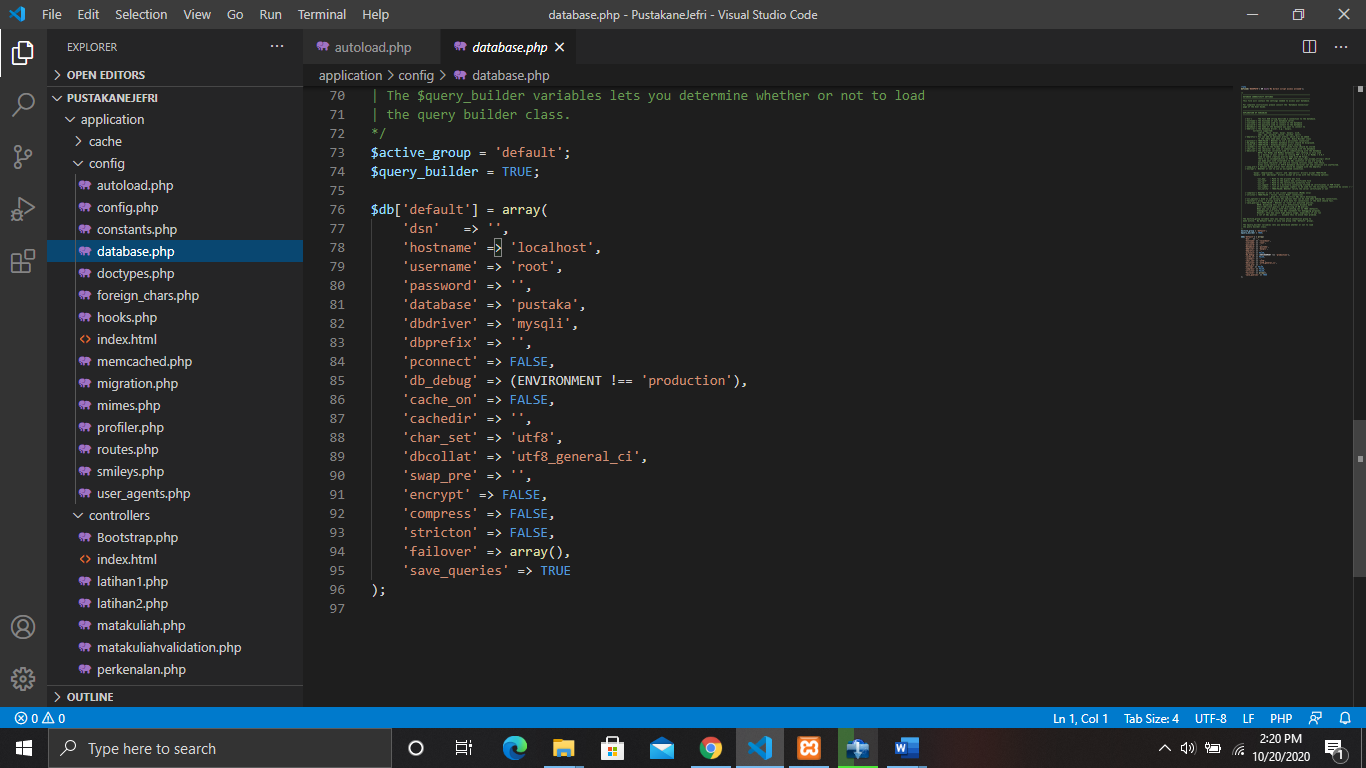 File Edit Selection View Go Run Terminal Help
database.php - PustakaneJefri - Visual Studio Code
EXPLORER
OPEN EDITORS
PUSTAKANEJEFRI
application
cache
config
autoload.php
config.php
constants.php
database.php
doctypes.php
foreign_chars.php
hooks.php
index.html
memcached.php
migration.php
mimes.php
profiler.php
routes.php
smileys.php
user_agents.php
controllers
Bootstrap.php
index.html
latihan1.php
latihan2.php
matakuliah.php
matakuliahvalidation.php
perkenalan.php
OUTLINE
autoload.php
database.php
application > config > database.php
70 | The $query_builder variables lets you determine whether or not to load
71 | the query builder class.
72 */
73 $active_group = 'default';
74 $query_builder = TRUE;
75
76 $db['default'] = array(
77 'dsn' => '',
78 'hostname' => 'localhost',
79 'username' => 'root',
80 'password' => '',
81 'database' => 'pustaka',
82 'dbdriver' => 'mysqli',
83 'dbprefix' => '',
84 'pconnect' => FALSE,
85 'db_debug' => (ENVIRONMENT !== 'production'),
86 'cache_on' => FALSE,
87 'cachedir' => '',
88 'char_set' => 'utf8',
89 'dbcollat' => 'utf8_general_ci',
90 'swap_pre' => '',
91 'encrypt' => FALSE,
92 'compress' => FALSE,
93 'stricton' => FALSE,
94 'failover' => array(),
95 'save_queries' => TRUE
96 );
97
0 0
Ln 1, Col 1 Tab Size: 4 UTF-8 LF PHP
Type here to search
2:20 PM
10/20/2020
1